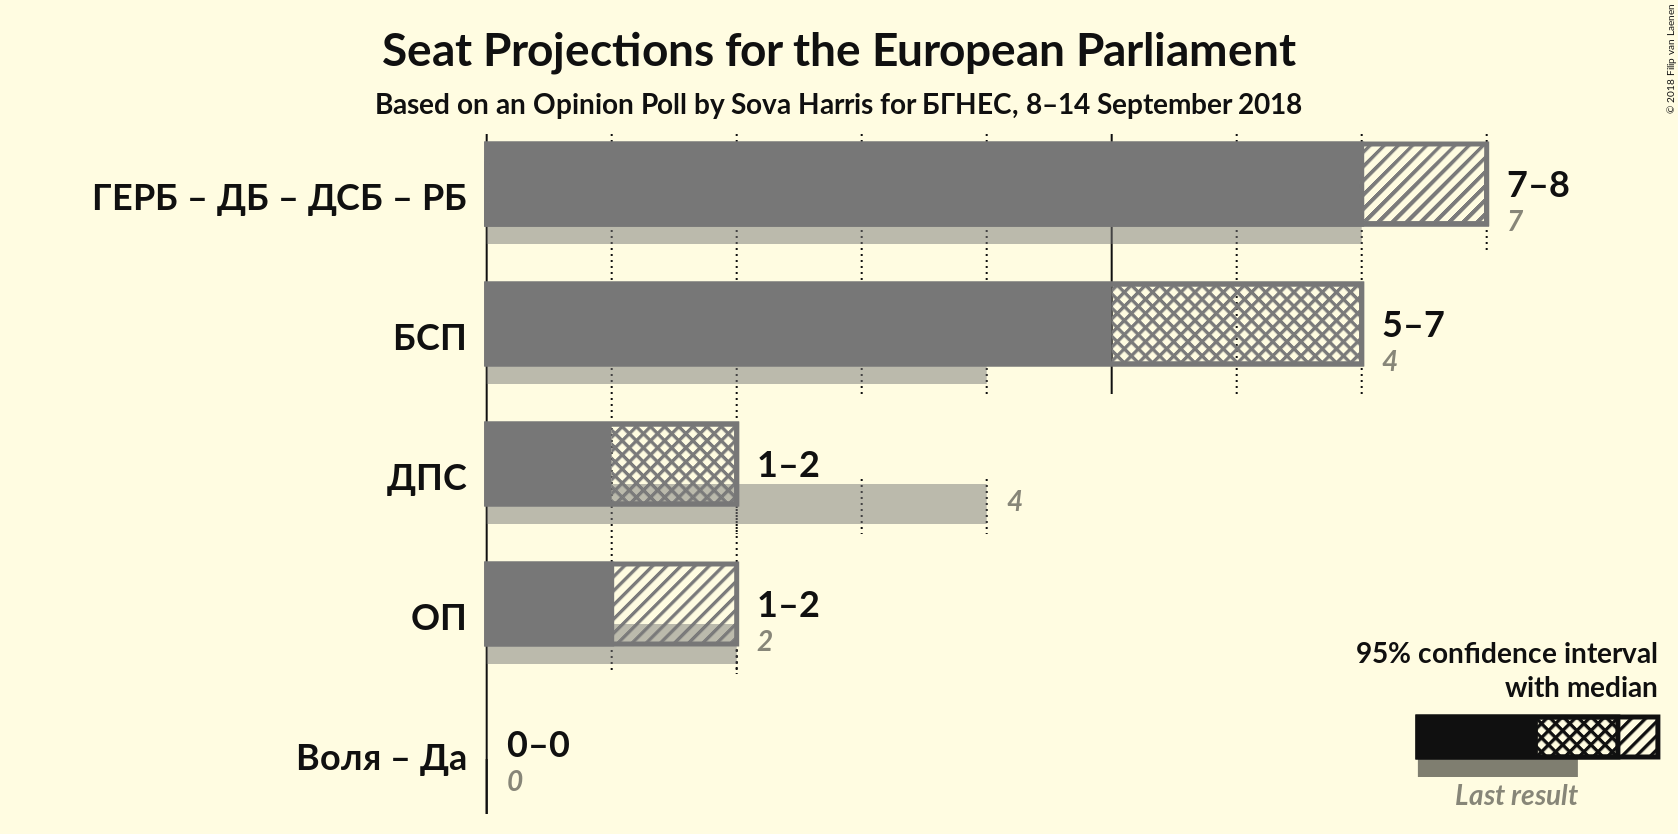 Seat Projections for the European Parliament
Based on an Opinion Poll by Sova Harris for БГНЕС, 8–14 September 2018
© 2018 Filip van Laenen
ГЕРБ – ДБ – ДСБ – РБ
7–8
7
БСП
5–7
4
ДПС
1–2
4
ОП
1–2
2
Воля – Да
0–0
0
95% confidence interval
with median
Last result